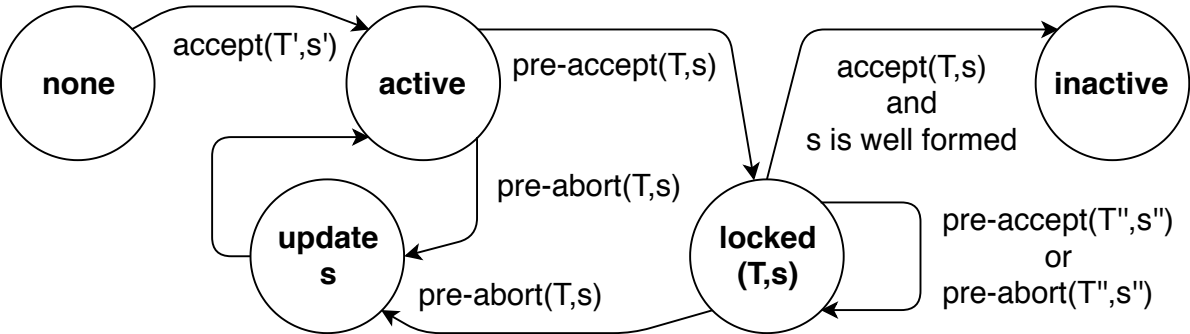 none
accept(T',s')
active
pre-accept(T,s)
accept(T,s)
and
s is well formed
inactive
pre-abort(T,s)
update
s
locked
(T,s)
pre-accept(T",s")
or
pre-abort(T",s")
pre-abort(T,s)